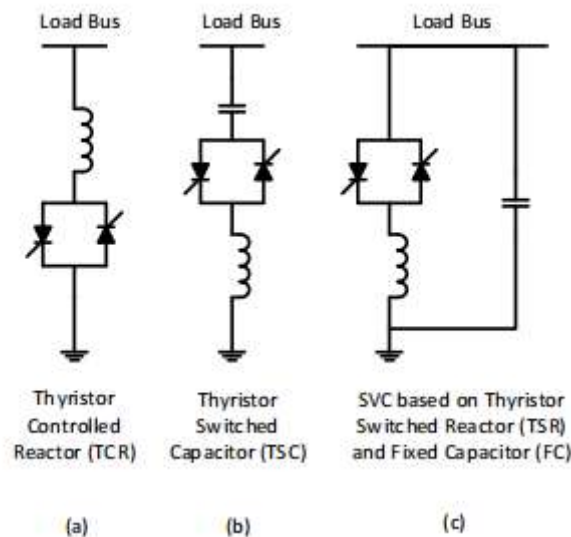 Load Bus
Load Bus
Load Bus
Thyristor
Controlled
Reactor (TCR)
Thyristor
Switched
Capacitor (TSC)
SVC based on Thyristor
Switched Reactor (TSR)
and Fixed Capacitor (FC)
(a)
(b)
(c)